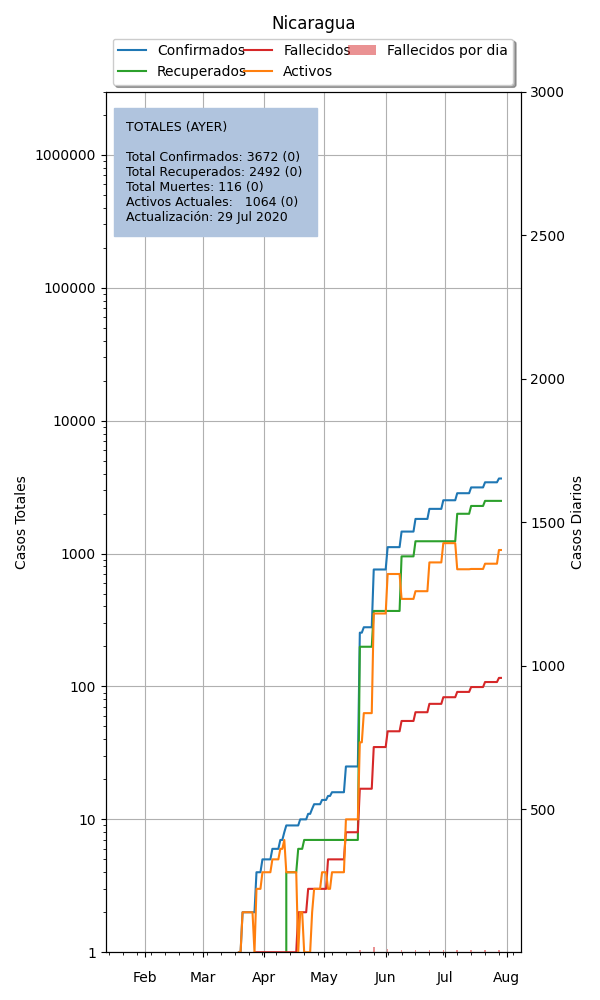 Nicaragua
Confirmados Fallecidos Fallecidos por dia
Recuperados Activos
3000
TOTALES (AYER)
Total Confirmados: 3672 (0)
Total Recuperados: 2492 (0)
Total Muertes: 116 (0)
Activos Actuales: 1064 (0)
Actualización: 29 Jul 2020
1000000
2500
100000
2000
10000
Casos Totales
Casos Diarios
1500
1000
1000
100
500
10
1
Feb Mar Apr May Jun Jul Aug